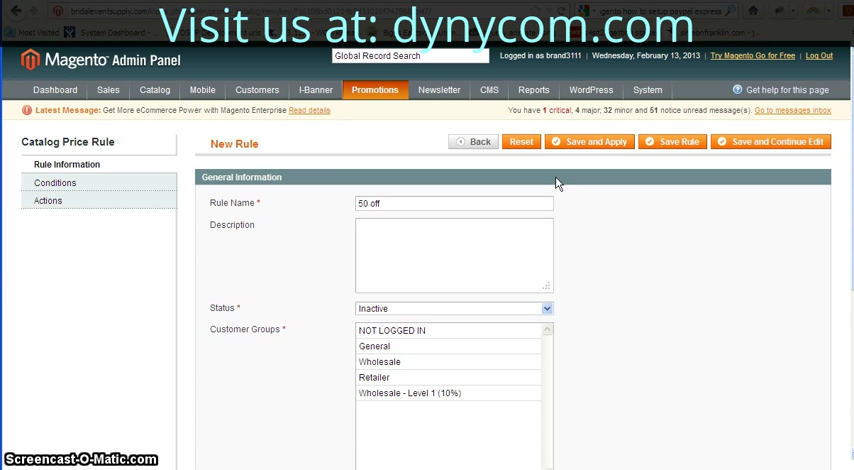 Visit us at: dynycom.com
Most Visited
System Dashboard
Magento Admin Panel
Global Record Search
Logged in as brand3111 | Wednesday, February 13, 2013 | Try Magento Go for Free | Log Out
Dashboard Sales Catalog Mobile Customers I-Banner Promotions Newsletter CMS Reports WordPress System Get help for this page
Latest Message: Get More eCommerce Power with Magento Enterprise Read details
You have 1 critical, 4 major, 32 minor and 51 notice unread message(s). Go to messages inbox
Catalog Price Rule
Rule Information
Conditions
Actions
New Rule
Back Reset Save and Apply Save Rule Save and Continue Edit
General Information
Rule Name * 50 off
Description
Status * Inactive
Customer Groups * NOT LOGGED IN
General
Wholesale
Retailer
Wholesale - Level 1 (10%)
Screencast-O-Matic.com